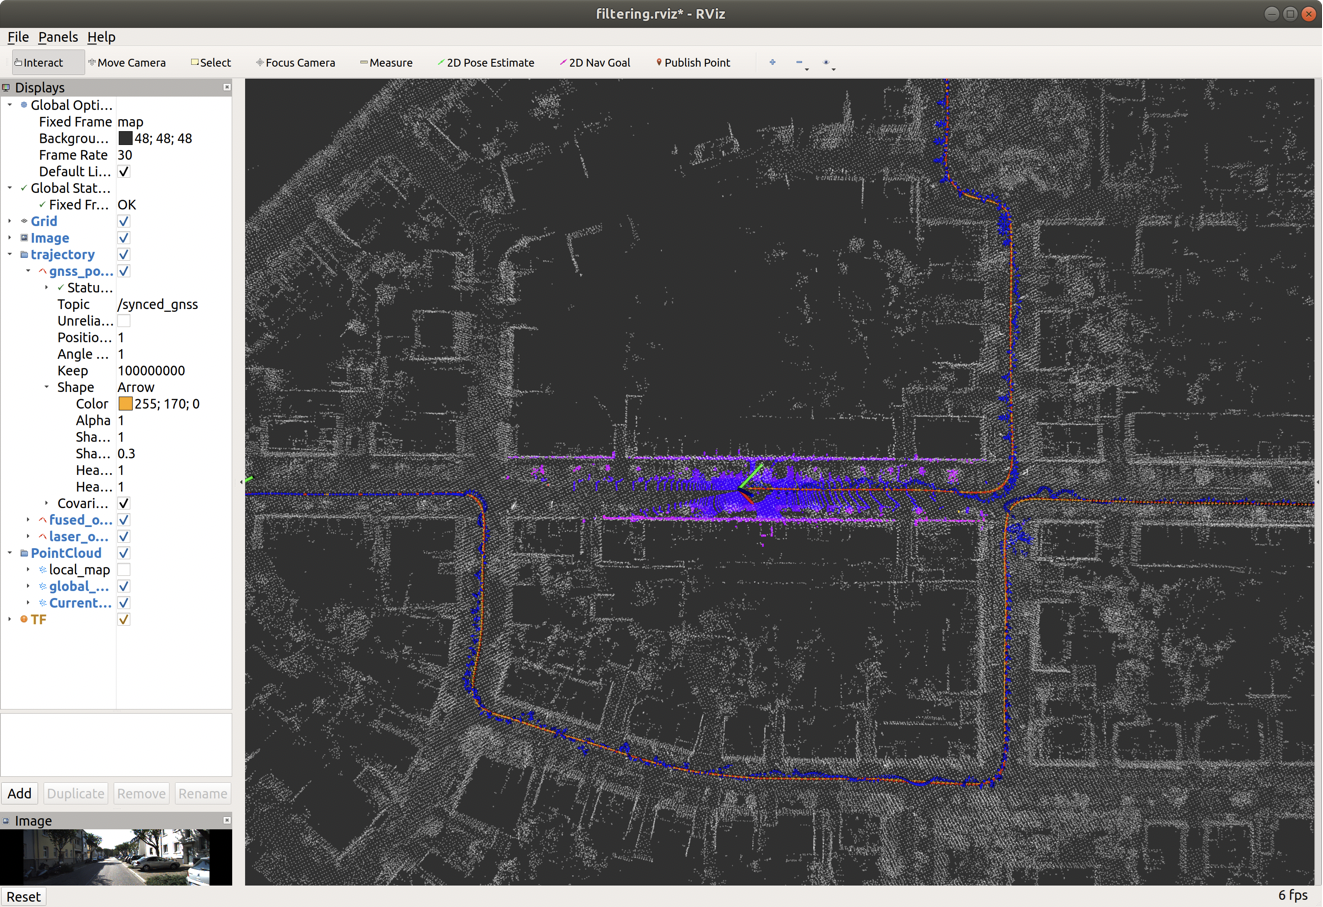 filtering.rviz* - RViz
File Panels Help
Interact Move Camera Select Focus Camera Measure 2D Pose Estimate 2D Nav Goal Publish Point
Displays
Global Opti...
Fixed Frame map
Backgrou... 48; 48; 48
Frame Rate 30
Default Li...
Global Stat...
Fixed Fr... OK
Grid
Image
trajectory
gnss_po...
Statu...
Topic /synced_gnss
Unrelia...
Positio... 1
Angle ... 1
Keep 100000000
Shape Arrow
Color 255; 170; 0
Alpha 1
Sha... 1
Sha... 0.3
Hea... 1
Hea... 1
Covari...
fused_o...
laser_o...
PointCloud
local_map
global_...
Current...
TF
Add Duplicate Remove Rename
Image
Reset
6 fps